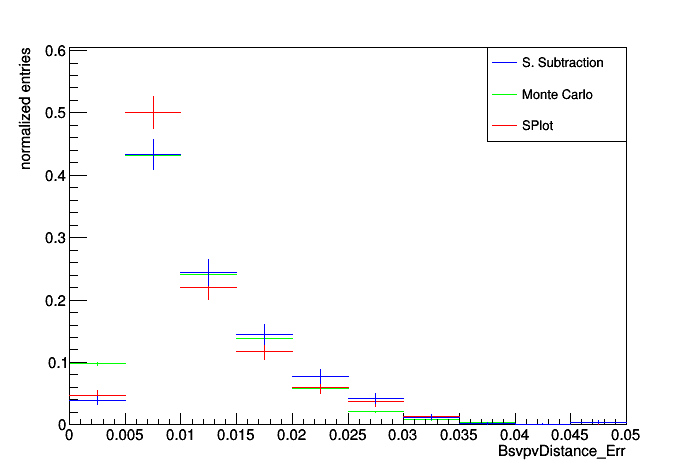 normalized entries
0.6
0.5
0.4
0.3
0.2
0.1
0
S. Subtraction
Monte Carlo
SPlot
0 0.005 0.01 0.015 0.02 0.025 0.03 0.035 0.04 0.045 0.05
BsvpvDistance_Err